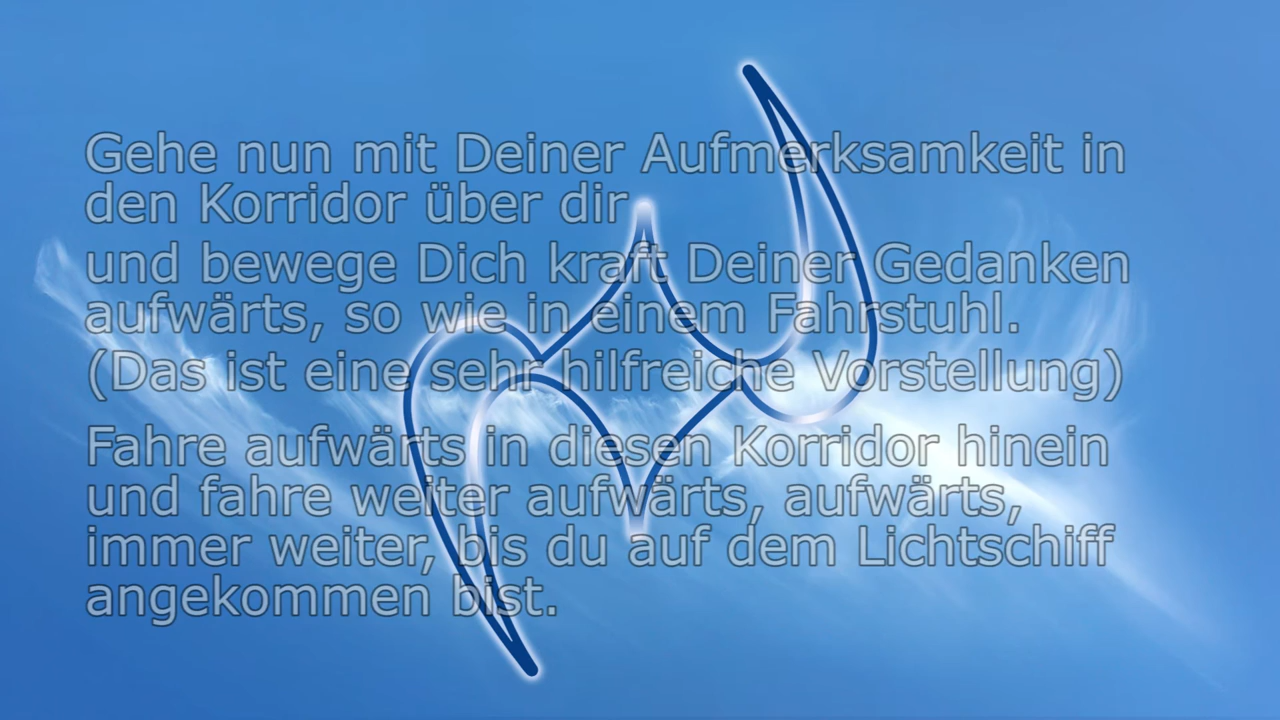 Gehe nun mit Deiner Aufmerksamkeit in
den Korridor über dir
und bewege Dich kraft Deiner Gedanken
aufwärts, so wie in einem Fahrstuhl.
(Das ist eine sehr hilfreiche Vorstellung)
Fahre aufwärts in diesen Korridor hinein
und fahre weiter aufwärts, aufwärts,
immer weiter, bis du auf dem Lichtschiff
angekommen bist.